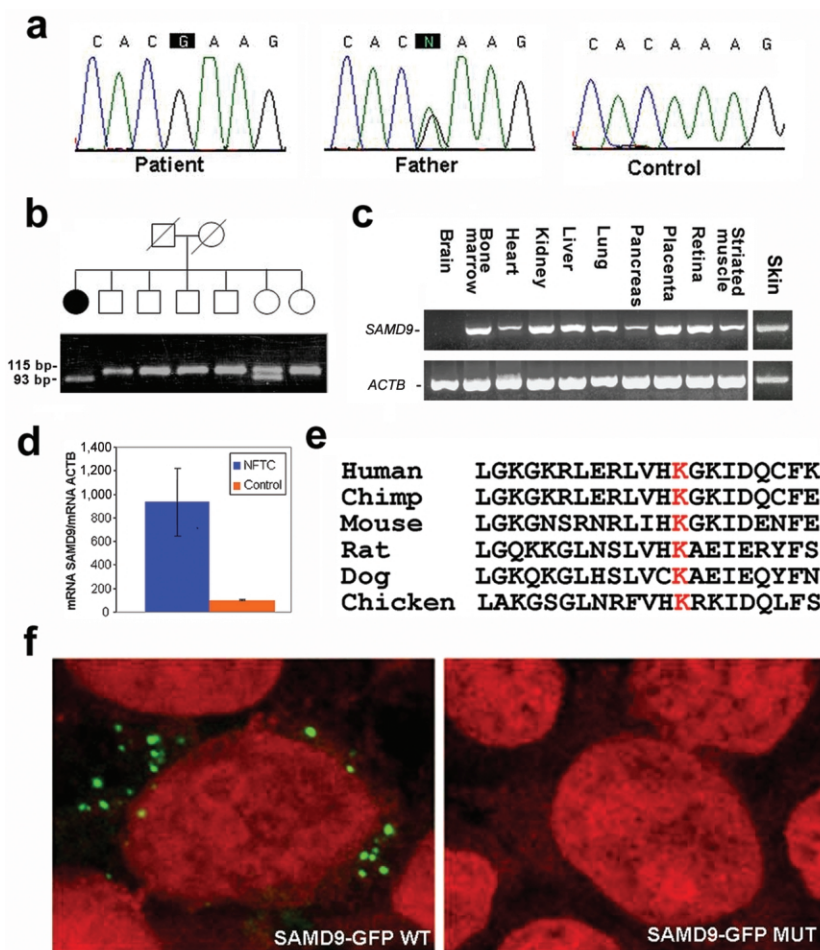 a
C A C G A A G
Patient
C A C N A A G
Father
C A C A A A G
Control
b
115 bp-
93 bp-
c
Brain
Bone marrow
Heart
Kidney
Liver
Lung
Pancreas
Placenta
Retina
Striated muscle
Skin
SAMD9-
ACTB -
d
mRNA SAMD9/mRNA ACTB
1,400
1,200
1,000
800
600
400
200
0
NFTC
Control
e
Human LGKGKRLERLVHKGKIDQCFK
Chimp LGKGKRLERLVHKGKIDQCFE
Mouse LGKGNSRNRLIHKGKIDENFE
Rat LGQKKGLNSLVHKAEIERYFS
Dog LGKQKGLHSLVCKAEIEQYFN
Chicken LAKGSGLNRFVHKRKIDQLFS
f
SAMD9-GFP WT
SAMD9-GFP MUT